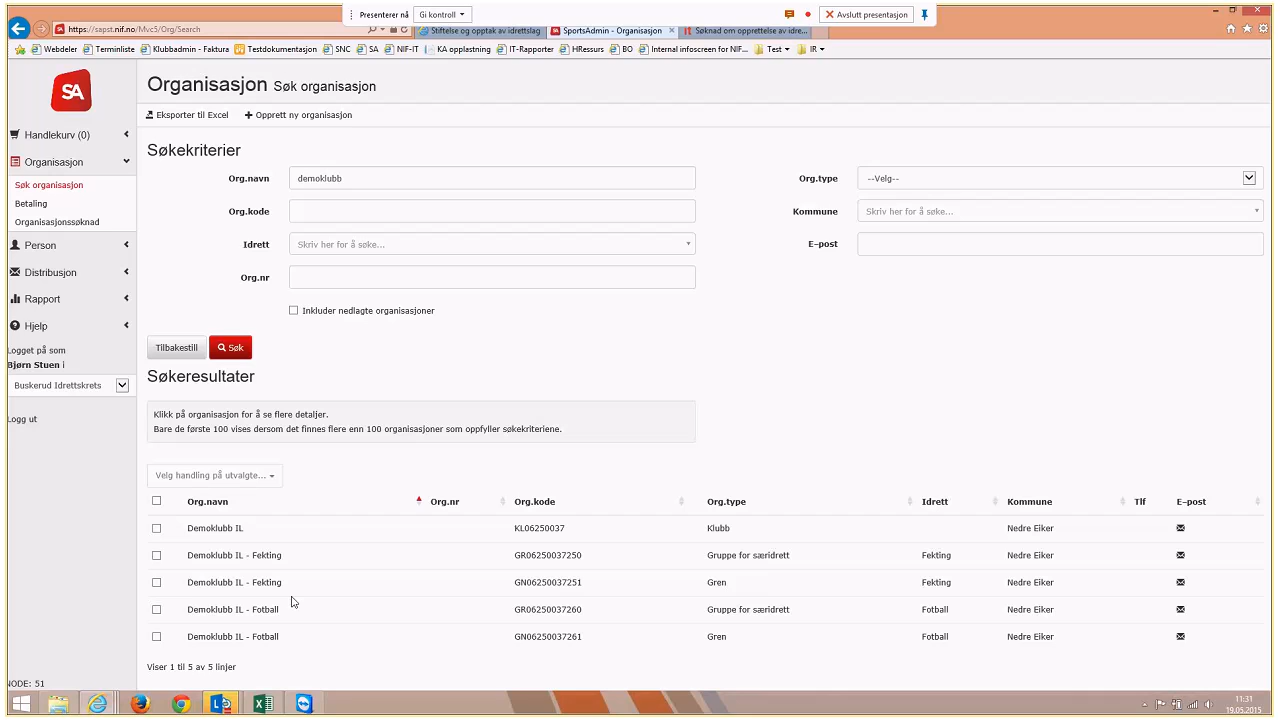 Presenterer nå
Gi kontroll
Avslutt presentasjon
https://sapst.nif.no/Mvc5/Org/Search
Stiftelse og opptak av idrettslag
SportsAdmin - Organisasjon
Søknad om opprettelse av idre...
Webdeler
Terminliste
Klubbadmin - Faktura
Testdokumentasjon
SNC
SA
NIF-IT
KA opplastning
IT-Rapporter
HRessurs
BO
Internal infoscreen for NIF...
Test
IR
SA
Organisasjon Søk organisasjon
Eksporter til Excel
Opprett ny organisasjon
Handlekurv (0)
Organisasjon
Søk organisasjon
Betaling
Organisasjonssøknad
Person
Distribusjon
Rapport
Hjelp
Logget på som
Bjørn Stuen i
Buskerud Idrettskrets
Logg ut
NODE: 51
Søkekriterier
Org.navn demoklubb
Org.type --Velg--
Org.kode
Kommune Skriv her for å søke...
Idrett Skriv her for å søke...
E-post
Org.nr
Inkluder nedlagte organisasjoner
Tilbakestill
Søk
Søkeresultater
Klikk på organisasjon for å se flere detaljer.
Bare de første 100 vises dersom det finnes flere enn 100 organisasjoner som oppfyller søkekriteriene.
Velg handling på utvalgte...
Org.navn Org.nr Org.kode Org.type Idrett Kommune Tlf E-post
Demoklubb IL KL06250037 Klubb Nedre Eiker
Demoklubb IL - Fekting GR06250037250 Gruppe for særidrett Fekting Nedre Eiker
Demoklubb IL - Fekting GN06250037251 Gren Fekting Nedre Eiker
Demoklubb IL - Fotball GR06250037260 Gruppe for særidrett Fotball Nedre Eiker
Demoklubb IL - Fotball GN06250037261 Gren Fotball Nedre Eiker
Viser 1 til 5 av 5 linjer
11:31
19.05.2015